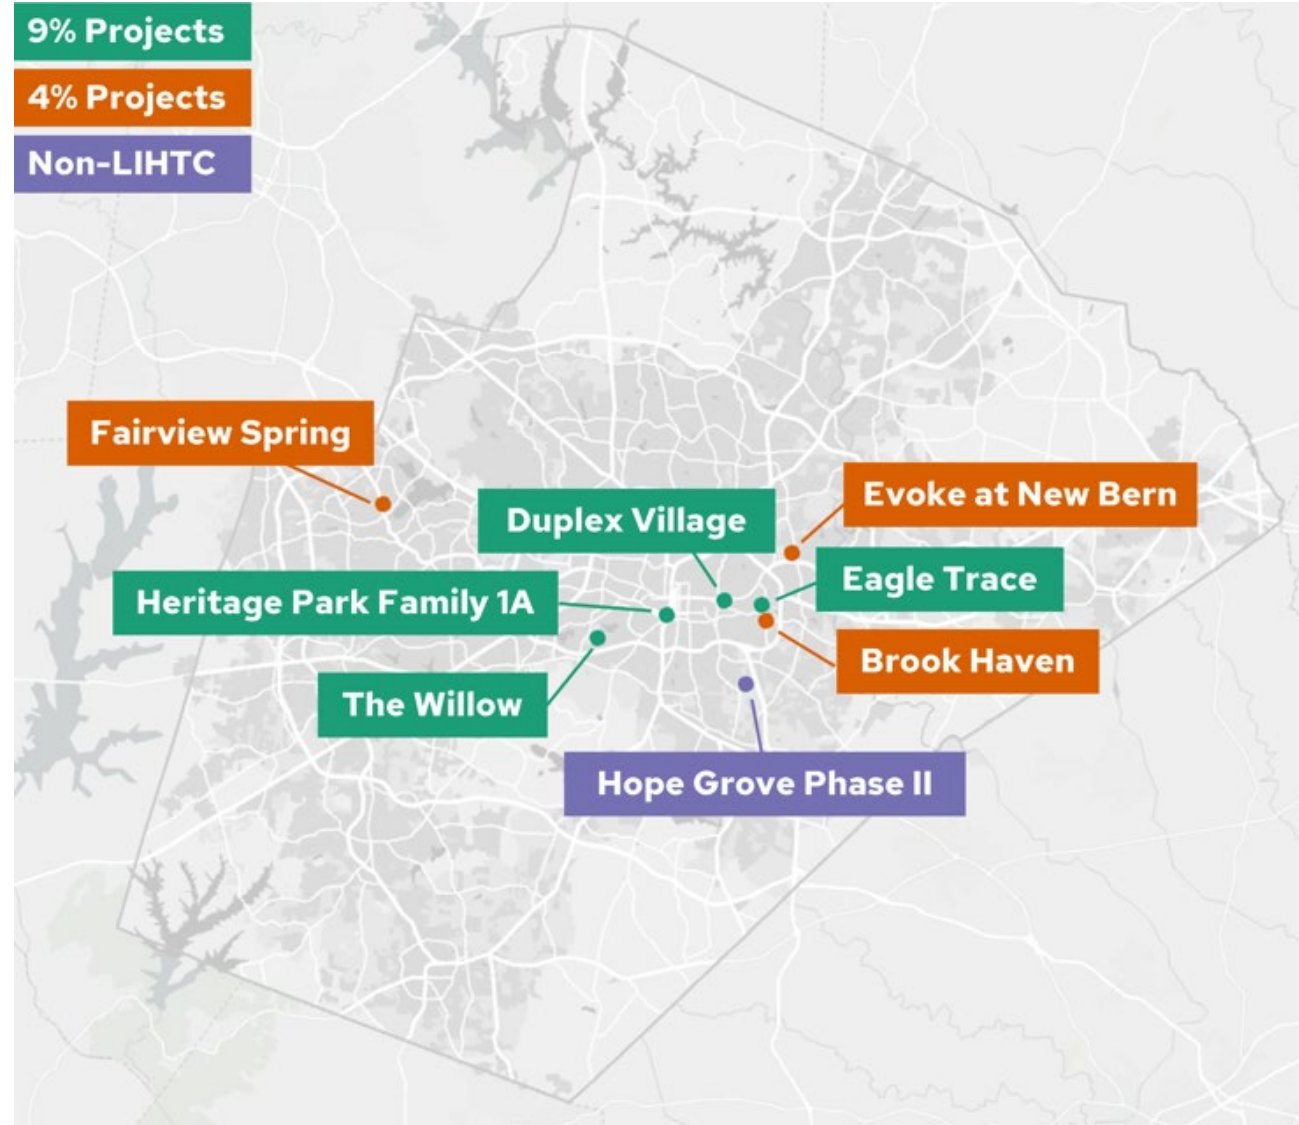 9% Projects
4% Projects
Non-LIHTC
Fairview Spring
Evoke at New Bern
Duplex Village
Eagle Trace
Heritage Park Family 1A
Brook Haven
The Willow
Hope Grove Phase II